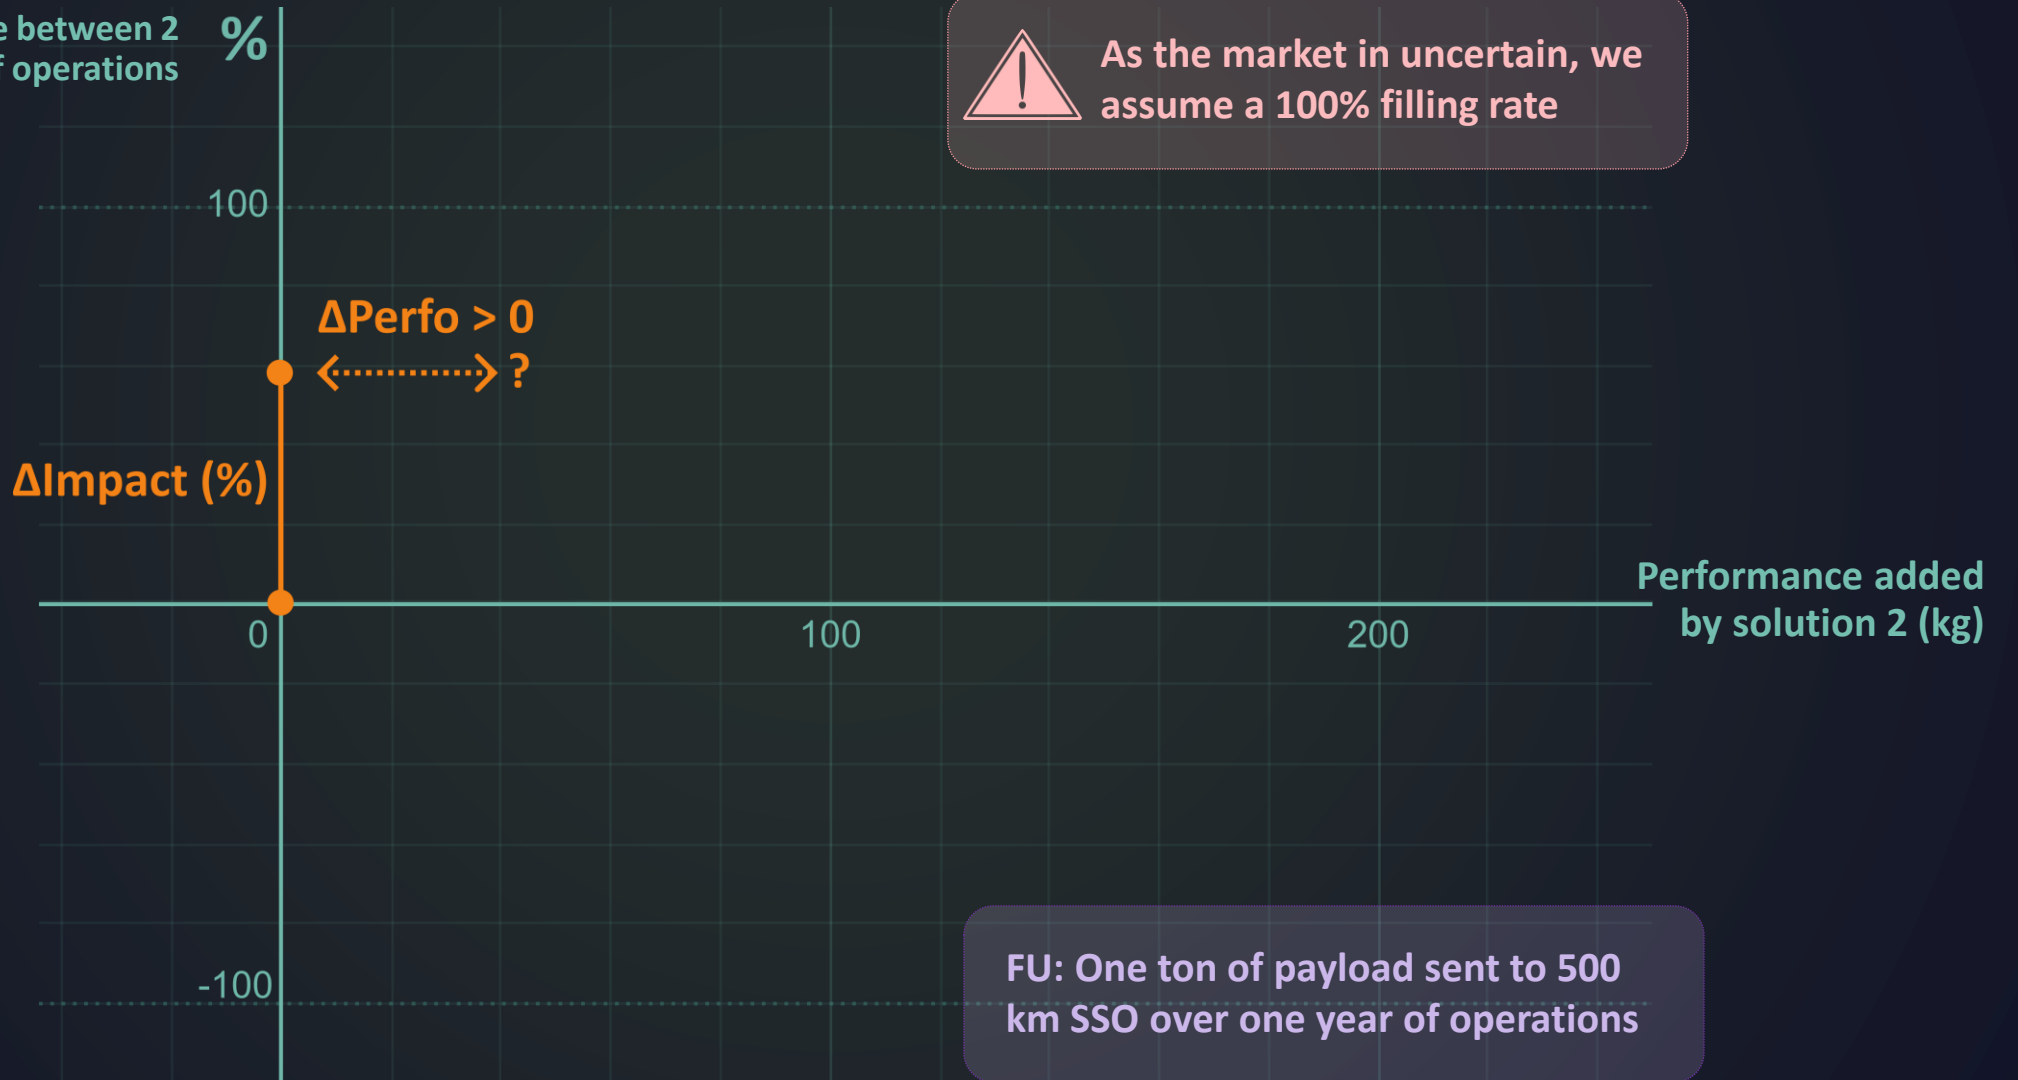 e between 2
f operations
%
As the market in uncertain, we
assume a 100% filling rate
100
ΔPerfo > 0
?
ΔImpact (%)
Performance added
by solution 2 (kg)
0
100
200
-100
FU: One ton of payload sent to 500
km SSO over one year of operations